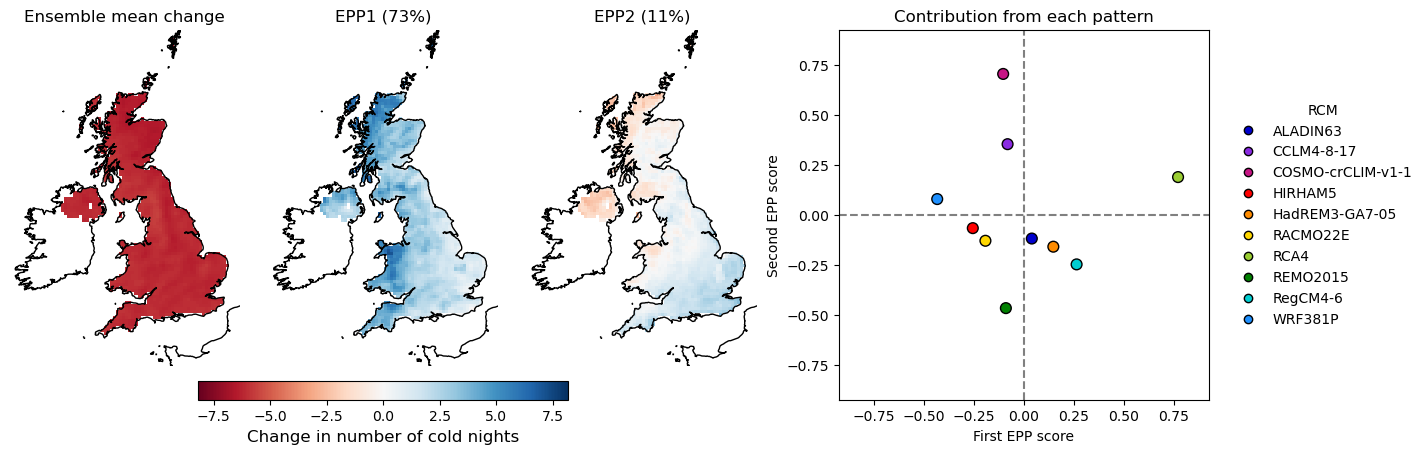 Ensemble mean change
EPP1 (73%)
EPP2 (11%)
−7.5 −5.0 −2.5 0.0 2.5 5.0 7.5
Change in number of cold nights
Contribution from each pattern
Second EPP score
0.75
0.50
0.25
0.00
−0.25
−0.50
−0.75
−0.75 −0.50 −0.25 0.00 0.25 0.50 0.75
First EPP score
RCM
ALADIN63
CCLM4-8-17
COSMO-crCLIM-v1-1
HIRHAM5
HadREM3-GA7-05
RACMO22E
RCA4
REMO2015
RegCM4-6
WRF381P